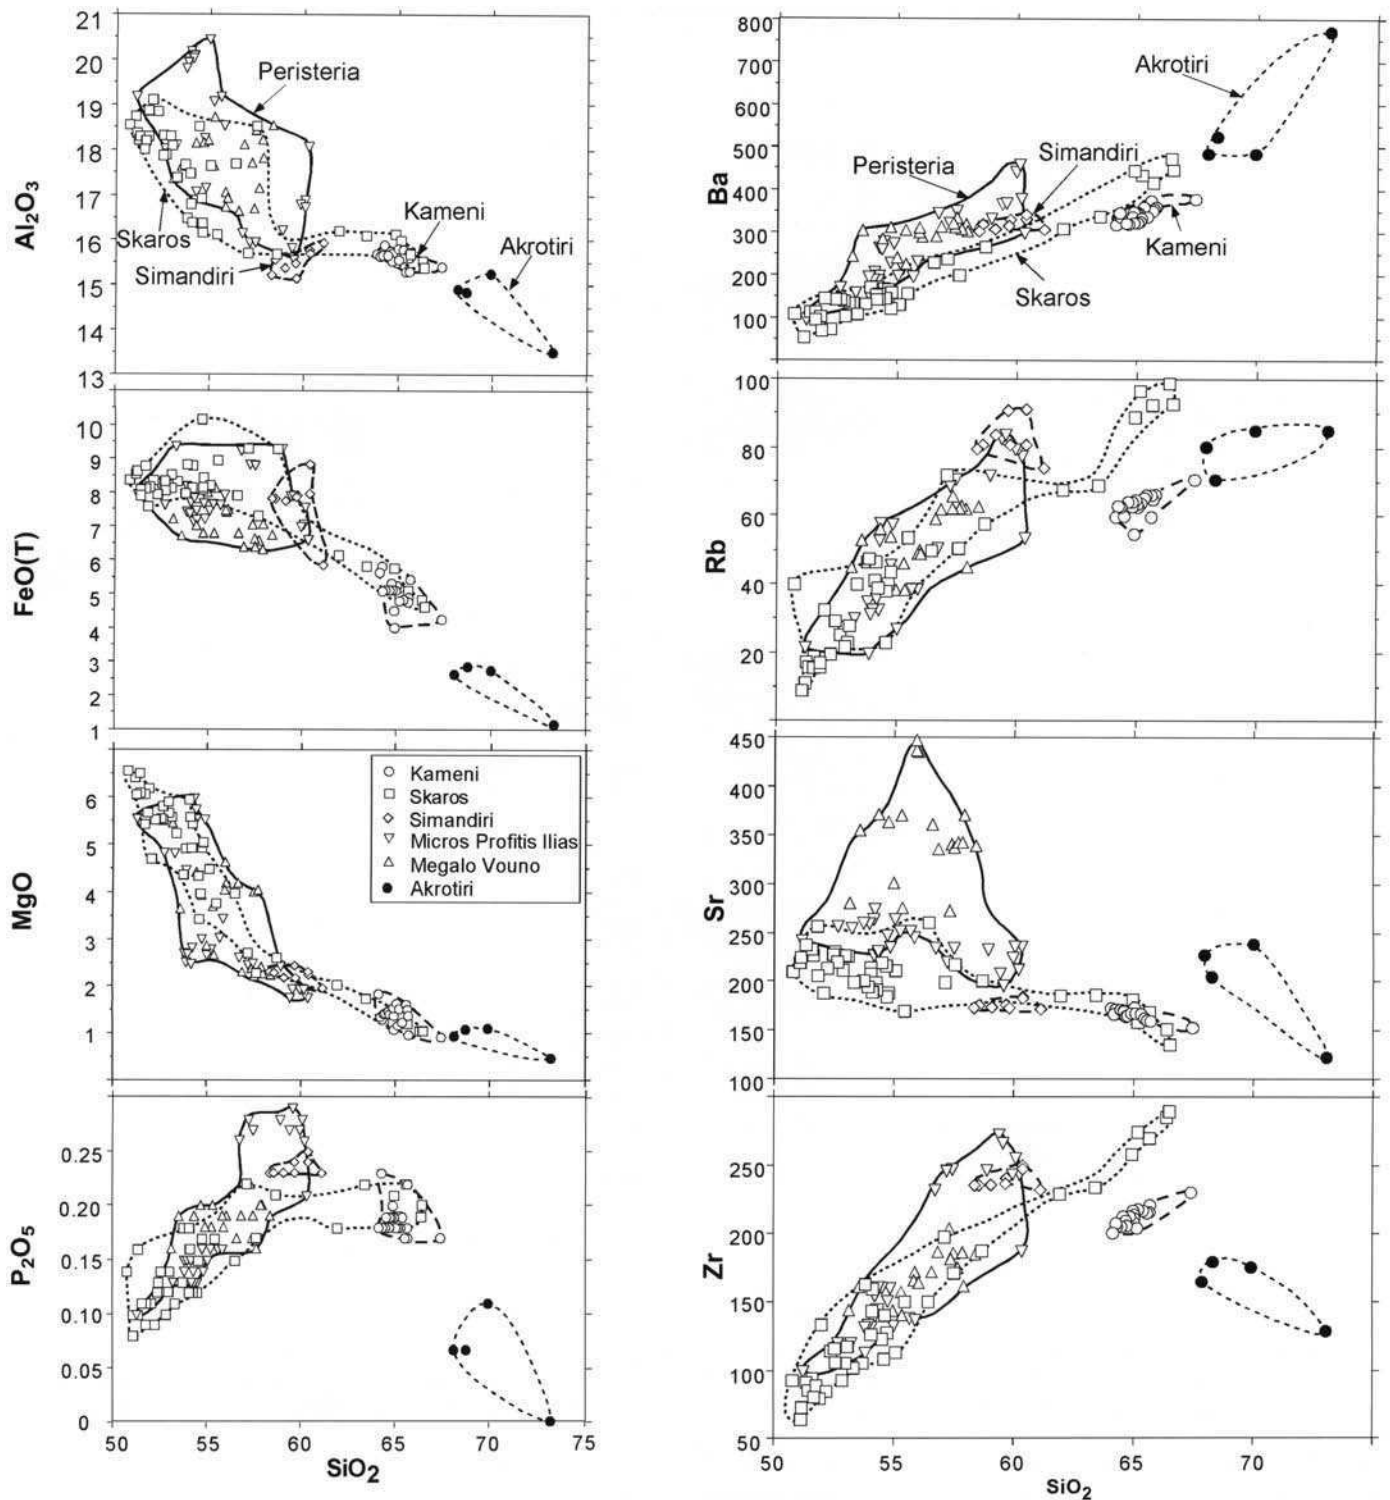 21
20
19
18
17
16
15
14
13
Al₂O₃
Peristeria
Skaros
Simandiri
Kameni
Akrotiri
800
700
600
500
400
300
200
100
Ba
Akrotiri
Simandiri
Peristeria
Kameni
Skaros
10
9
8
7
6
5
4
3
2
1
FeO(T)
100
80
60
40
20
Rb
6
5
4
3
2
1
MgO
Kameni
Skaros
Simandiri
Micros Profitis Ilias
Megalo Vouno
Akrotiri
450
400
350
300
250
200
150
100
Sr
0.25
0.20
0.15
0.10
0.05
0
P₂O₅
50 55 60 65 70 75
SiO₂
250
200
150
100
50
Zr
50 55 60 65 70
SiO₂